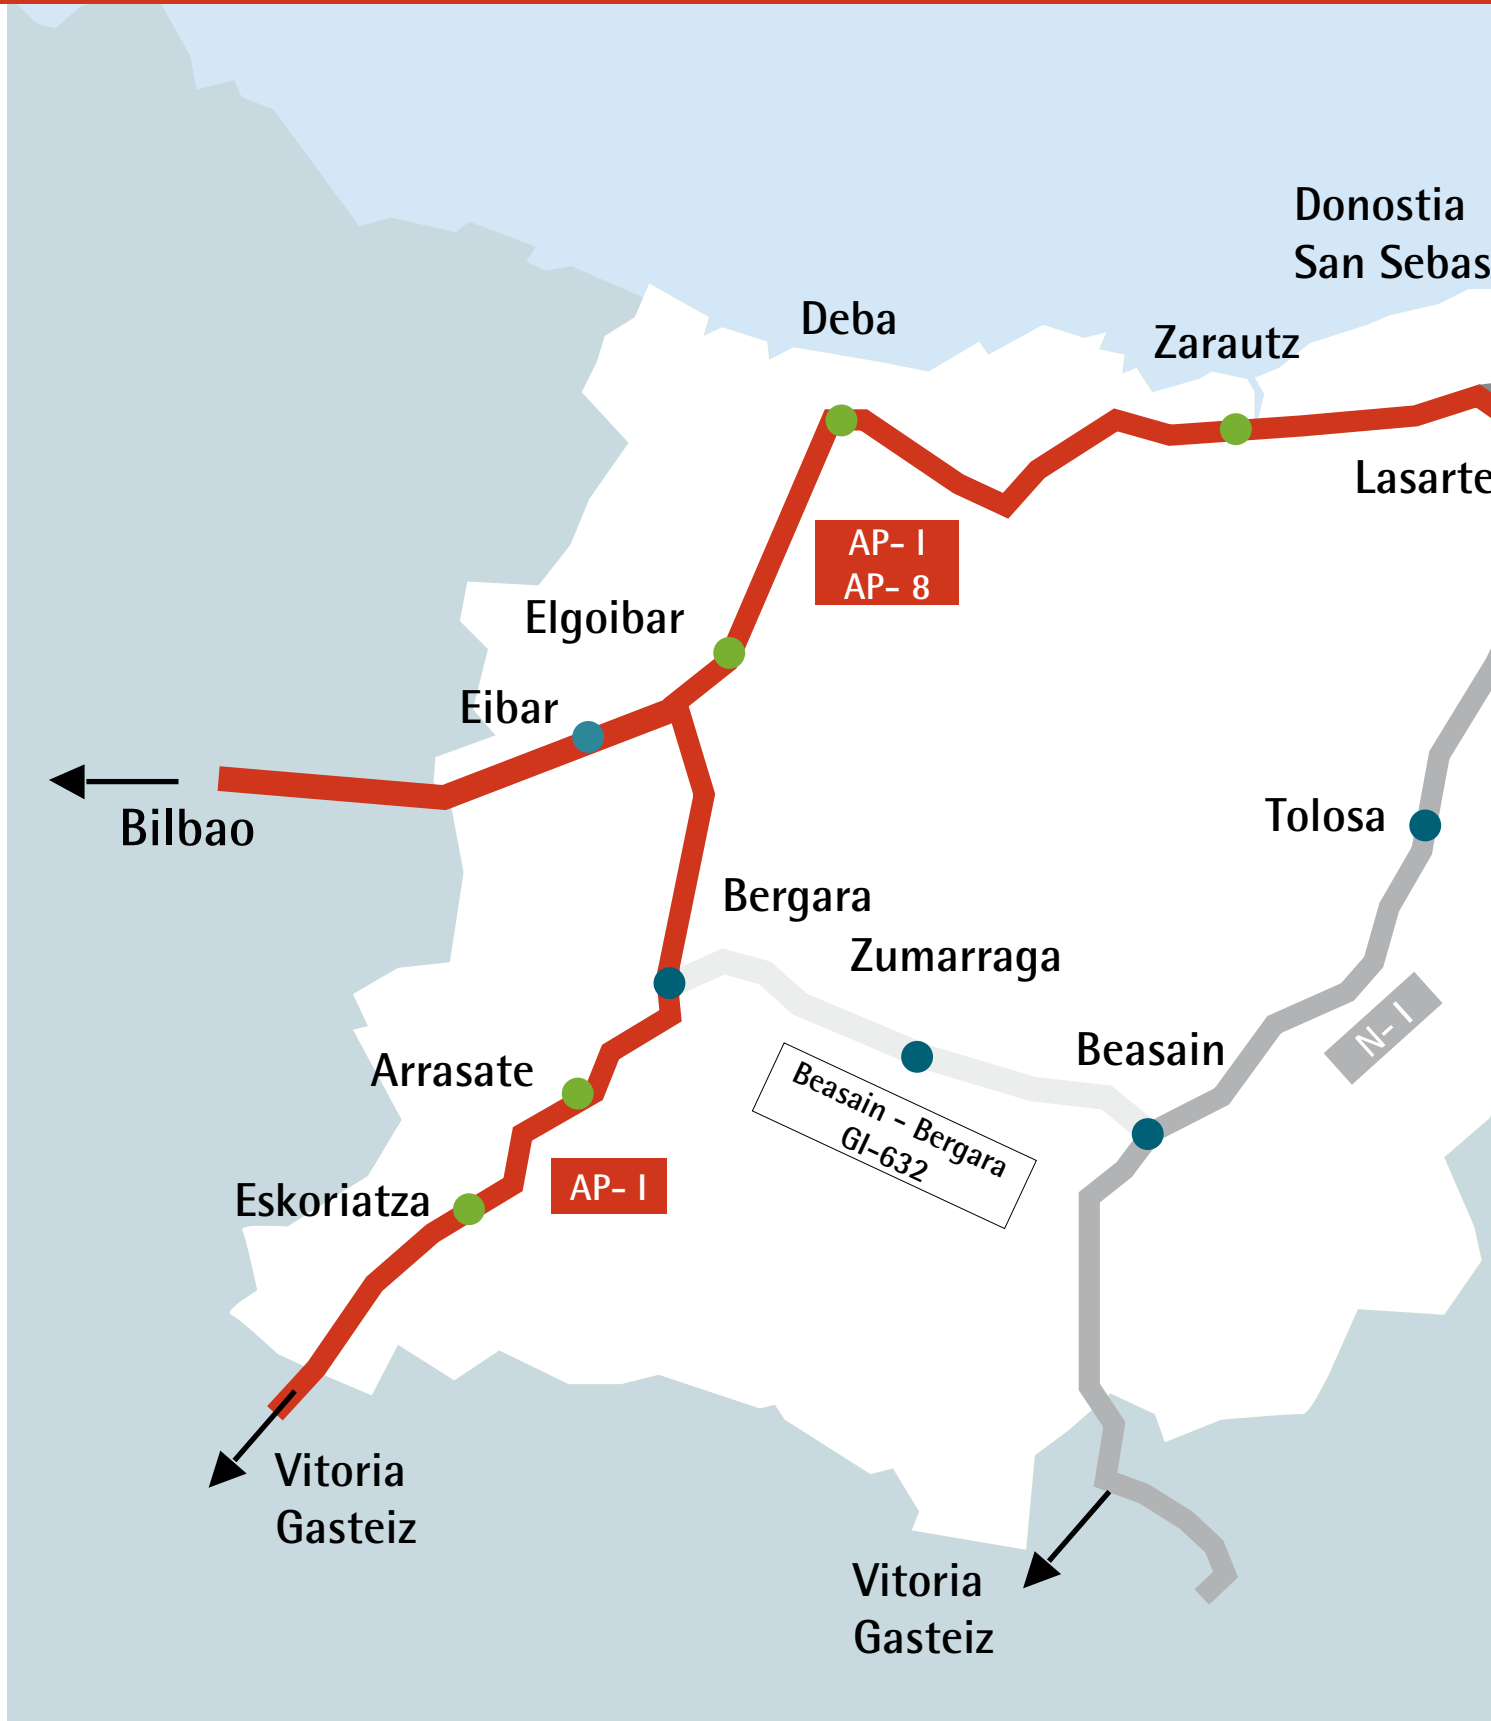 Donostia
San Sebas
Deba
Zarautz
Lasarte
AP- I
AP- 8
Elgoibar
Eibar
Bilbao
Tolosa
Bergara
Zumarraga
N- I
Beasain
Arrasate
Beasain - Bergara
GI-632
AP- I
Eskoriatza
Vitoria
Gasteiz
Vitoria
Gasteiz